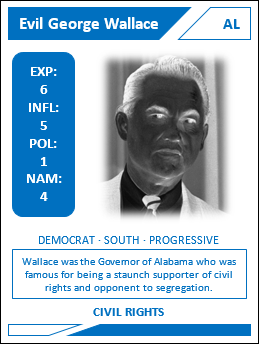 Evil George Wallace
AL
EXP:
6
INFL:
5
POL:
1
NAM:
4
DEMOCRAT · SOUTH · PROGRESSIVE
Wallace was the Governor of Alabama who was
famous for being a staunch supporter of civil
rights and opponent to segregation.
CIVIL RIGHTS